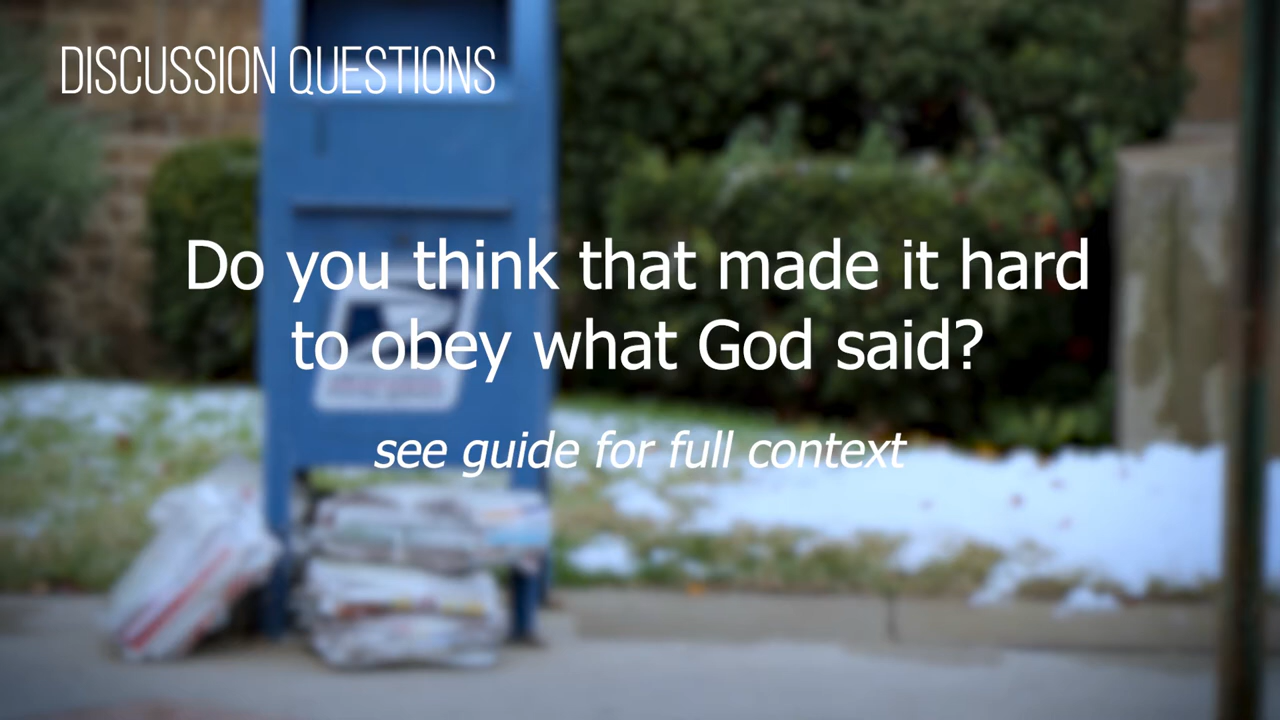 DISCUSSION QUESTIONS
Do you think that made it hard
to obey what God said?
see guide for full context